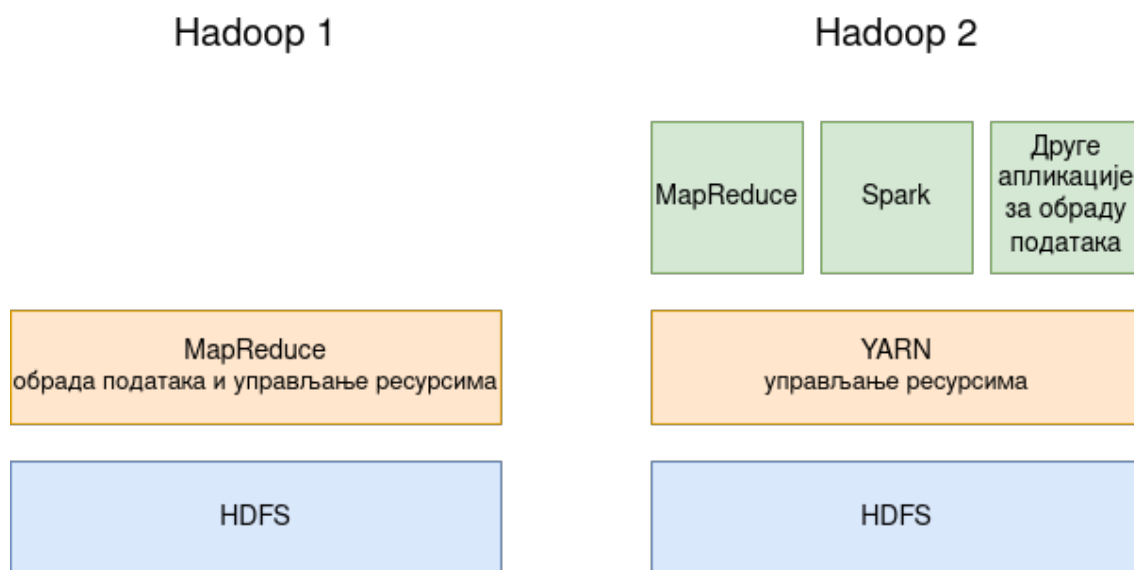 Hadoop 1
MapReduce
обрада података и управљање ресурсима
HDFS
Hadoop 2
MapReduce
Spark
Друге
апликације
за обраду
података
YARN
управљање ресурсима
HDFS